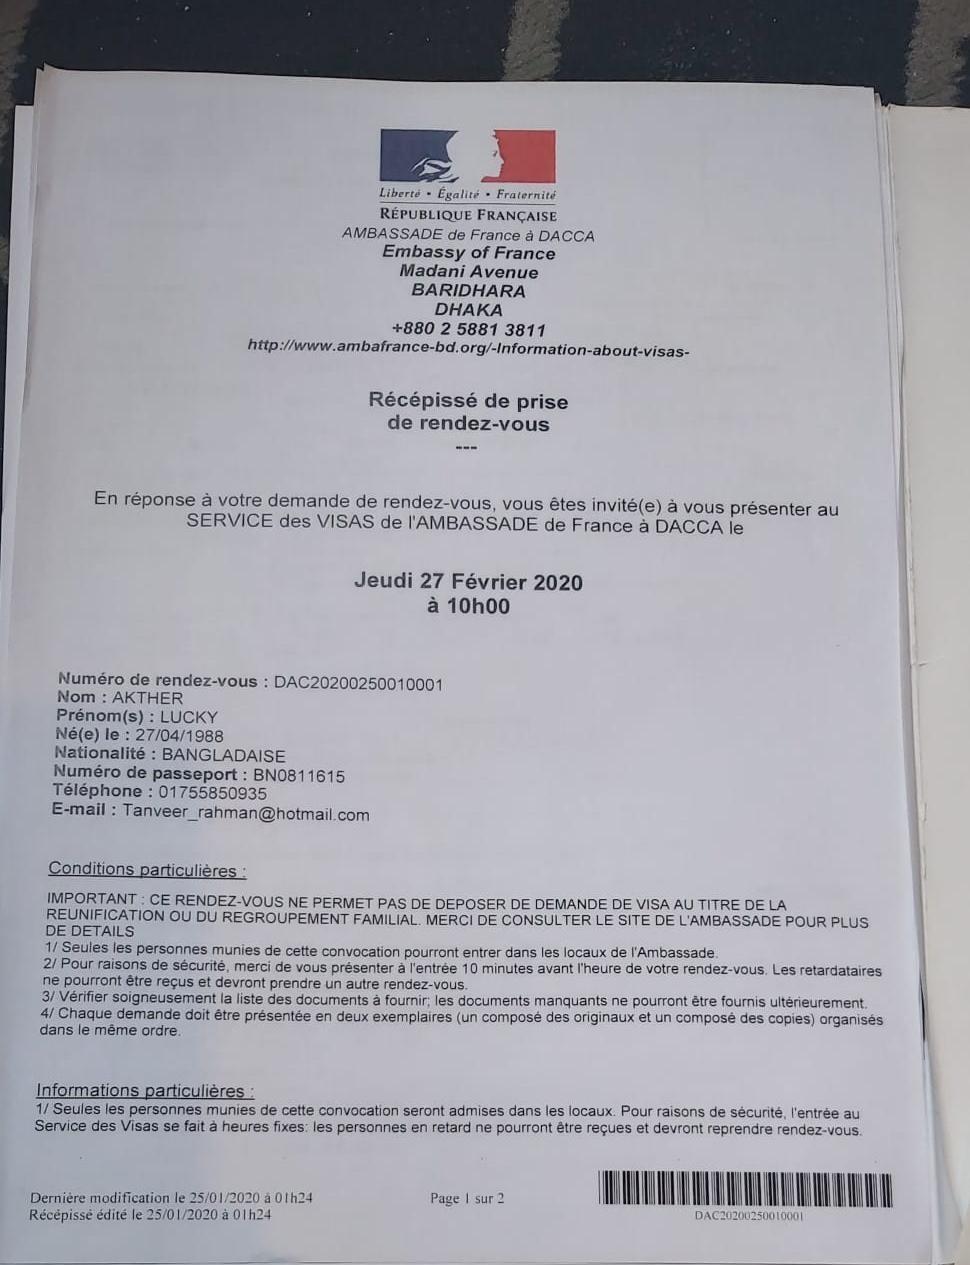 Liberté • Égalité • Fraternité
RÉPUBLIQUE FRANÇAISE
AMBASSADE de France à DACCA
Embassy of France
Madani Avenue
BARIDHARA
DHAKA
+880 2 5881 3811
http://www.ambafrance-bd.org/-Information-about-visas-
Récépissé de prise
de rendez-vous
---
En réponse à votre demande de rendez-vous, vous êtes invité(e) à vous présenter au
SERVICE des VISAS de l'AMBASSADE de France à DACCA le
Jeudi 27 Février 2020
à 10h00
Numéro de rendez-vous : DAC20200250010001
Nom : AKTHER
Prénom(s) : LUCKY
Né(e) le : 27/04/1988
Nationalité : BANGLADAISE
Numéro de passeport : BN0811615
Téléphone : 01755850935
E-mail : Tanveer_rahman@hotmail.com
Conditions particulières :
IMPORTANT : CE RENDEZ-VOUS NE PERMET PAS DE DEPOSER DE DEMANDE DE VISA AU TITRE DE LA
REUNIFICATION OU DU REGROUPEMENT FAMILIAL. MERCI DE CONSULTER LE SITE DE L'AMBASSADE POUR PLUS
DE DETAILS
1/ Seules les personnes munies de cette convocation pourront entrer dans les locaux de l'Ambassade.
2/ Pour raisons de sécurité, merci de vous présenter à l'entrée 10 minutes avant l'heure de votre rendez-vous. Les retardataires
ne pourront être reçus et devront prendre un autre rendez-vous.
3/ Vérifier soigneusement la liste des documents à fournir; les documents manquants ne pourront être fournis ultérieurement.
4/ Chaque demande doit être présentée en deux exemplaires (un composé des originaux et un composé des copies) organisés
dans le même ordre.
Informations particulières :
1/ Seules les personnes munies de cette convocation seront admises dans les locaux. Pour raisons de sécurité, l'entrée au
Service des Visas se fait à heures fixes: les personnes en retard ne pourront être reçues et devront reprendre rendez-vous.
Dernière modification le 25/01/2020 à 01h24
Récépissé édité le 25/01/2020 à 01h24
Page 1 sur 2
DAC20200250010001